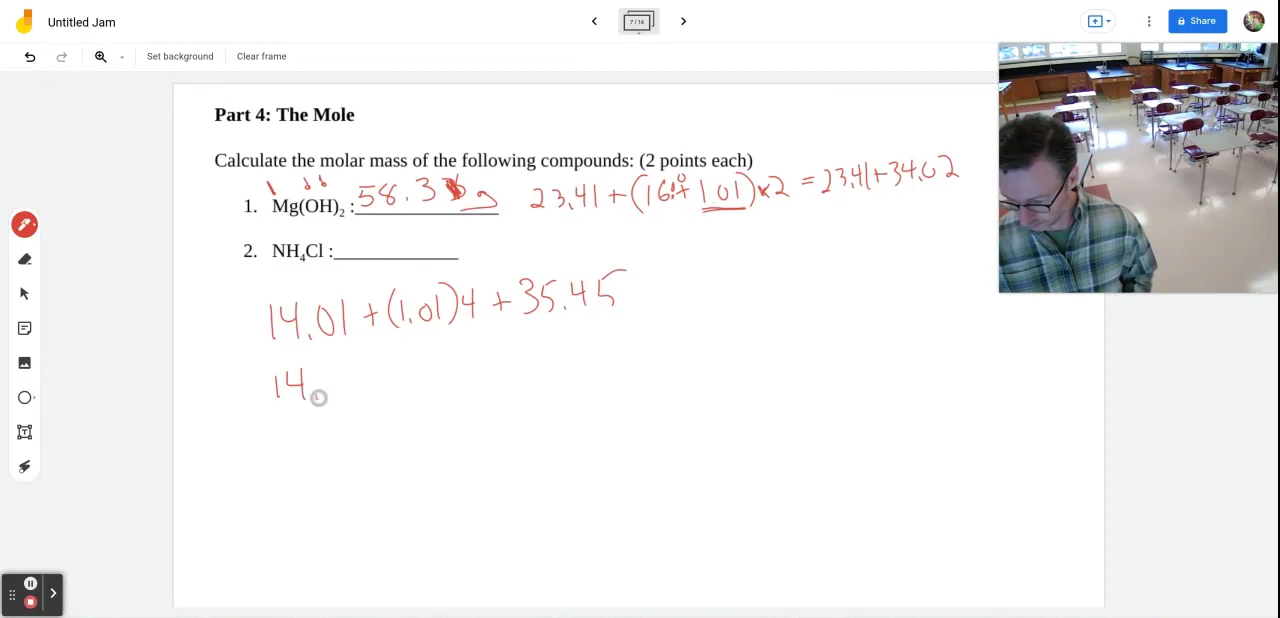 Untitled Jam
7 / 14
Share
Set background
Clear frame
Part 4: The Mole
Calculate the molar mass of the following compounds: (2 points each)
1. Mg(OH)₂ : 58.3 g 23.41 + (16.0 + 1.01) × 2 = 23.41 + 34.02
2. NH₄Cl :
14.01 + (1.01)4 + 35.45
14.